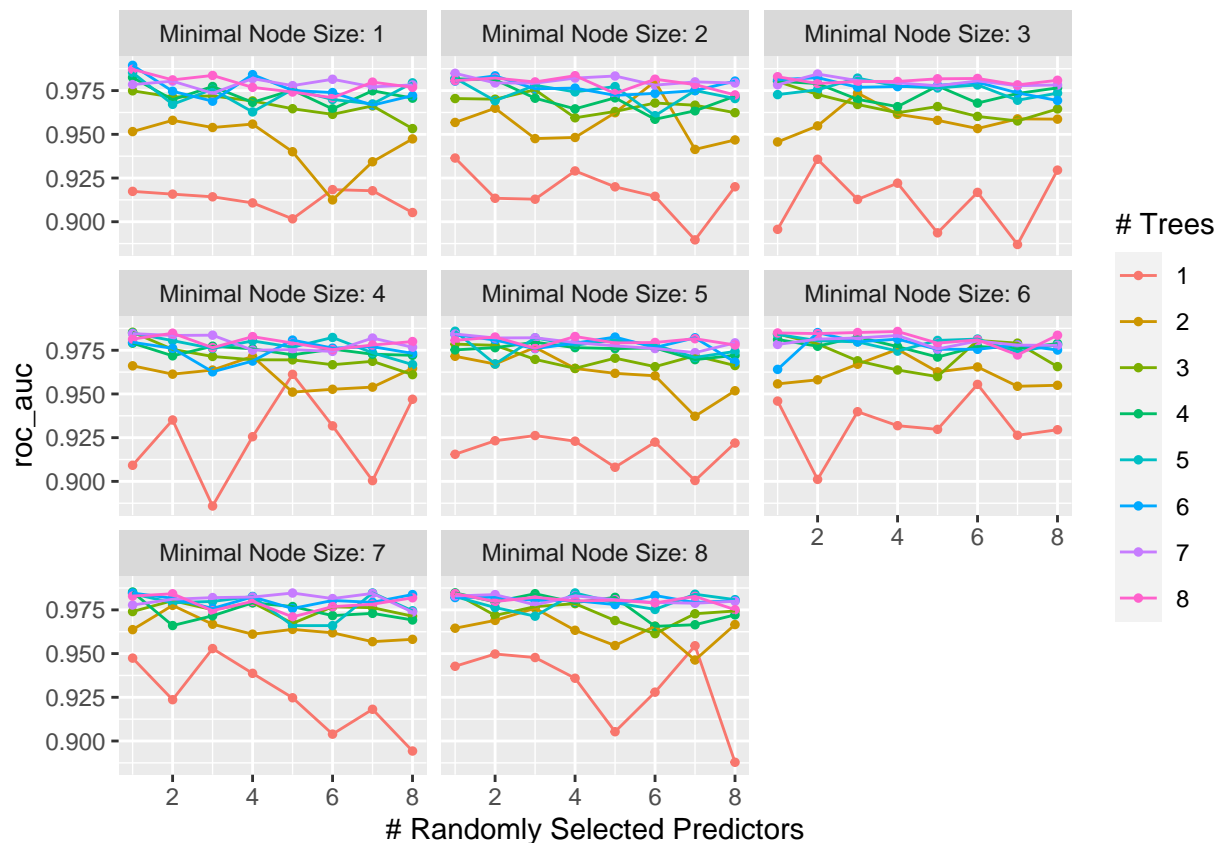 Minimal Node Size: 1 Minimal Node Size: 2 Minimal Node Size: 3
0.975
0.950
0.925
0.900
Minimal Node Size: 4 Minimal Node Size: 5 Minimal Node Size: 6
0.975
0.950
0.925
0.900
2 4 6 8
Minimal Node Size: 7 Minimal Node Size: 8
0.975
0.950
0.925
0.900
2 4 6 8 2 4 6 8
# Randomly Selected Predictors
roc_auc
# Trees
1
2
3
4
5
6
7
8